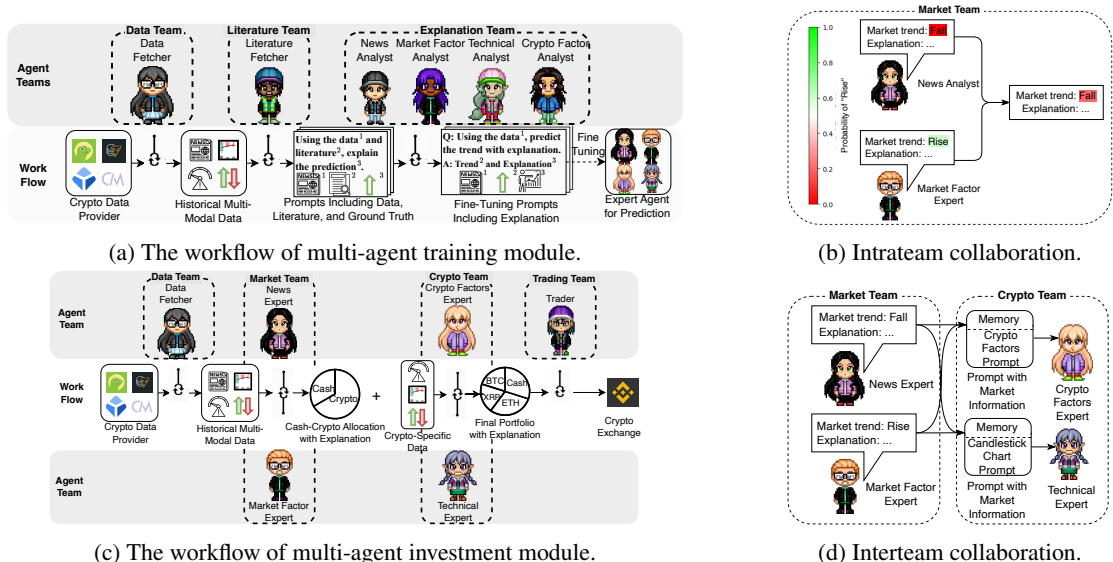 Data Team
Literature Team
Explanation Team
Data
Fetcher
Literature
Fetcher
News
Analyst
Market Factor
Analyst
Technical
Analyst
Crypto Factor
Analyst
Agent
Teams
Work
Flow
Crypto Data
Provider
NEWS
Historical Multi-
Modal Data
Using the data¹ and
literature², explain
the prediction³.
1
2
3
Prompts Including Data,
Literature, and Ground Truth
Q: Using the data¹, predict
the trend with explanation.
A: Trend² and Explanation³
1
2
3
Fine-Tuning Prompts
Including Explanation
Fine
Tuning
Expert Agent
for Prediction
(a) The workflow of multi-agent training module.
Market Team
1.0
0.8
0.6
0.4
0.2
0.0
Probability of "Rise"
Market trend: Fall
Explanation: ...
News Analyst
Market trend: Fall
Explanation: ...
Market trend: Rise
Explanation: ...
Market Factor
Expert
(b) Intrateam collaboration.
Data Team
Market Team
Crypto Team
Trading Team
Data
Fetcher
News
Expert
Crypto Factors
Expert
Trader
Agent
Team
Work
Flow
CM
Crypto Data
Provider
NEWS
Historical Multi-
Modal Data
Cash
Crypto
Cash-Crypto Allocation
with Explanation
+
Crypto-Specific
Data
BTC
Cash
XRP
ETH
Final Portfolio
with Explanation
Crypto
Exchange
Agent
Team
Market Factor
Expert
Technical
Expert
(c) The workflow of multi-agent investment module.
Market Team
Crypto Team
Market trend: Fall
Explanation: ...
News Expert
Market trend: Rise
Explanation: ...
Market Factor
Expert
Memory
Crypto
Factors
Prompt
Prompt with
Market
Information
Crypto
Factors
Expert
Memory
Candlestick
Chart
Prompt
Prompt with
Market
Information
Technical
Expert
(d) Interteam collaboration.